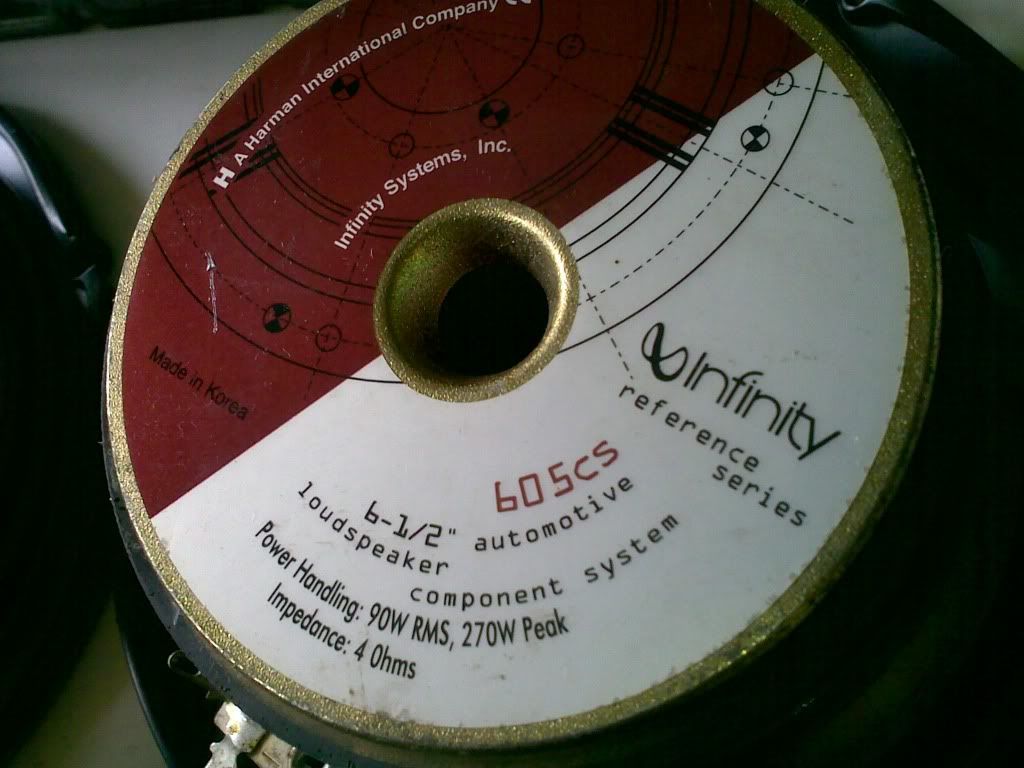 H A Harman International Company
Infinity Systems, Inc.
Made in Korea
Infinity
reference
series
605cs
6-1/2" automotive
loudspeaker
component system
Power Handling: 90W RMS, 270W Peak
Impedance: 4 Ohms